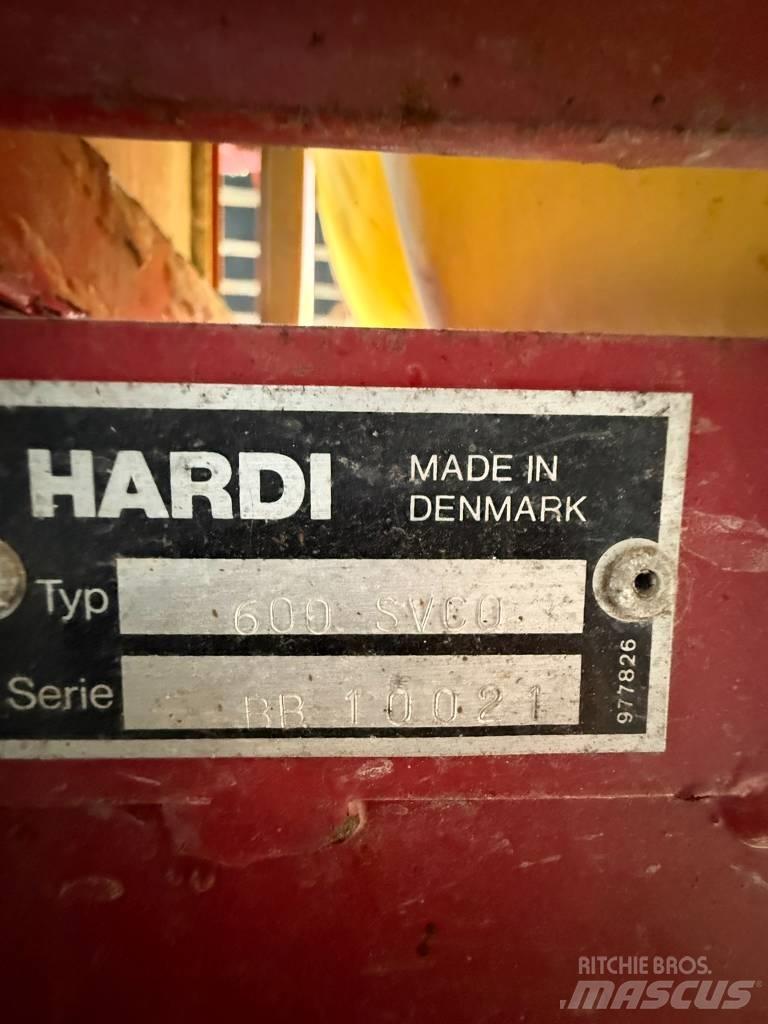 HARDI
MADE IN
DENMARK
Typ
600 SVCO
Serie
BB 10021
977826
RITCHIE BROS.
MASCUS